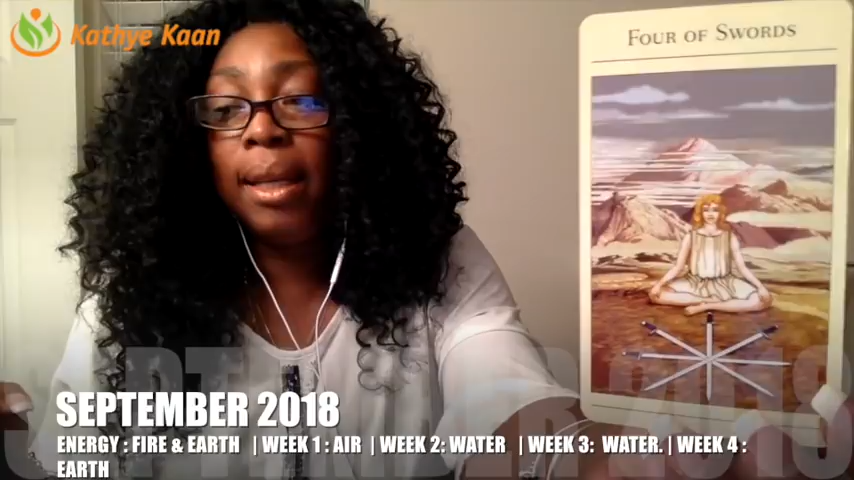 Kathye Kaan
FOUR OF SWORDS
SEPTEMBER 2018
ENERGY : FIRE & EARTH | WEEK 1 : AIR | WEEK 2: WATER | WEEK 3: WATER. | WEEK 4 :
EARTH